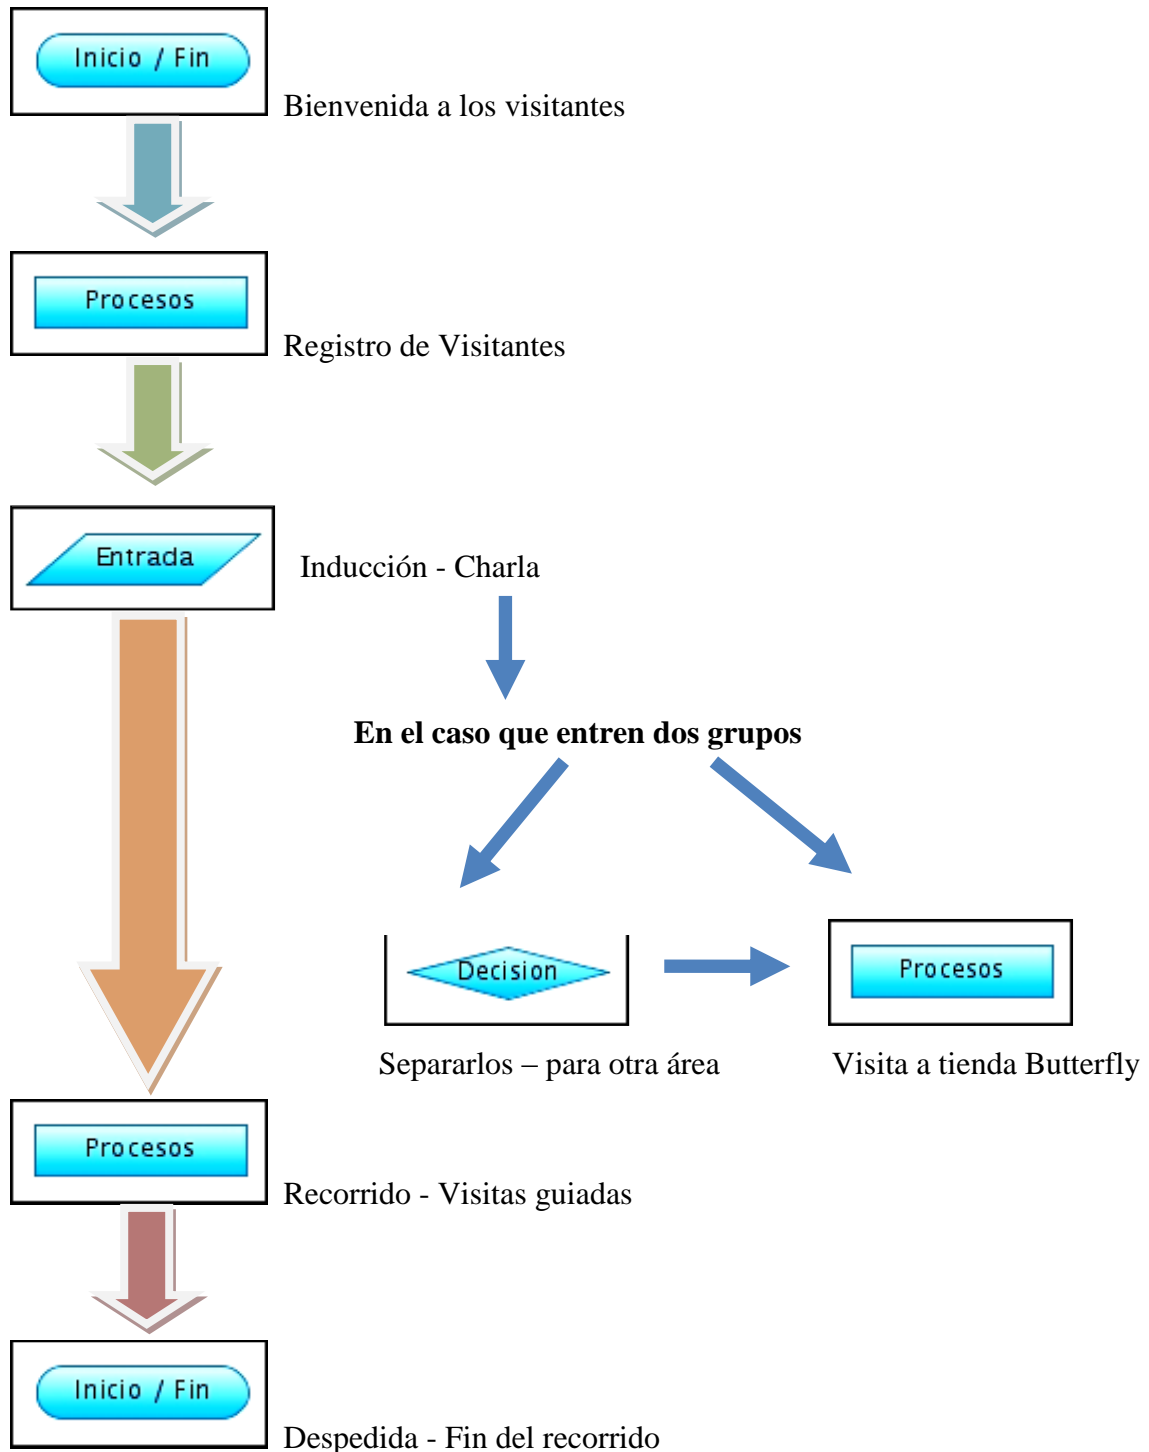 Inicio / Fin
Bienvenida a los visitantes
Procesos
Registro de Visitantes
Entrada
Inducción - Charla
En el caso que entren dos grupos
Decision
Procesos
Separarlos – para otra área
Visita a tienda Butterfly
Procesos
Recorrido - Visitas guiadas
Inicio / Fin
Despedida - Fin del recorrido